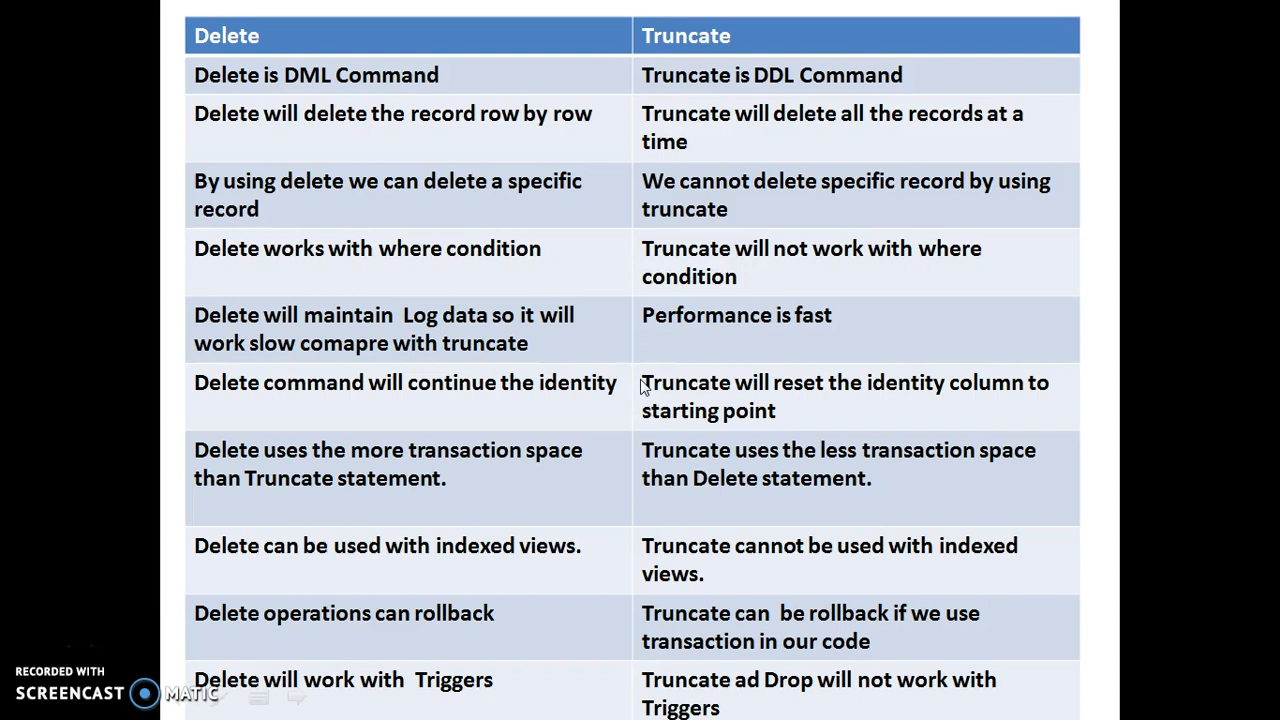 Delete
Truncate
Delete is DML Command
Truncate is DDL Command
Delete will delete the record row by row
Truncate will delete all the records at a
time
By using delete we can delete a specific
record
We cannot delete specific record by using
truncate
Delete works with where condition
Truncate will not work with where
condition
Delete will maintain  Log data so it will
work slow comapre with truncate
Performance is fast
Delete command will continue the identity
Truncate will reset the identity column to
starting point
Delete uses the more transaction space
than Truncate statement.
Truncate uses the less transaction space
than Delete statement.
Delete can be used with indexed views.
Truncate cannot be used with indexed
views.
Delete operations can rollback
Truncate can  be rollback if we use
transaction in our code
Delete will work with  Triggers
Truncate ad Drop will not work with
Triggers
RECORDED WITH
SCREENCAST MATIC